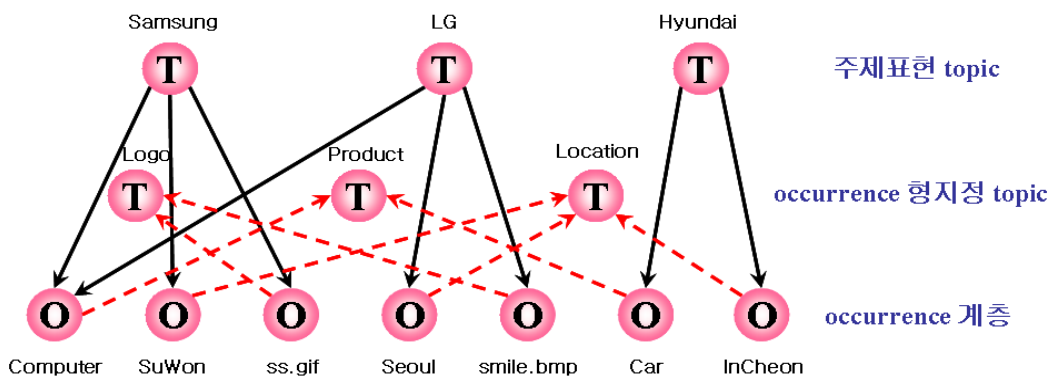 Samsung LG Hyundai
T T T 주제표현 topic
Logo Product Location
T T T occurrence 형지정 topic
O O O O O O O occurrence 계층
Computer SuWon ss.gif Seoul smile.bmp Car InCheon